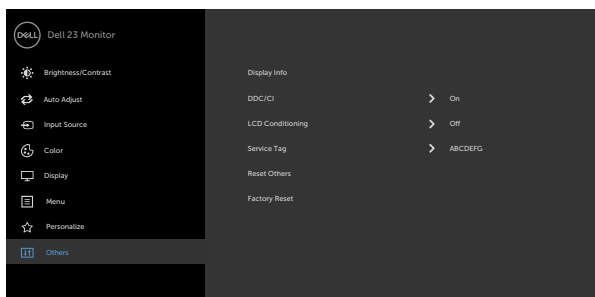 DELL Dell 23 Monitor
Brightness/Contrast
Auto Adjust
Input Source
Color
Display
Menu
Personalize
Others
Display Info
DDC/CI On
LCD Conditioning Off
Service Tag ABCDEFG
Reset Others
Factory Reset